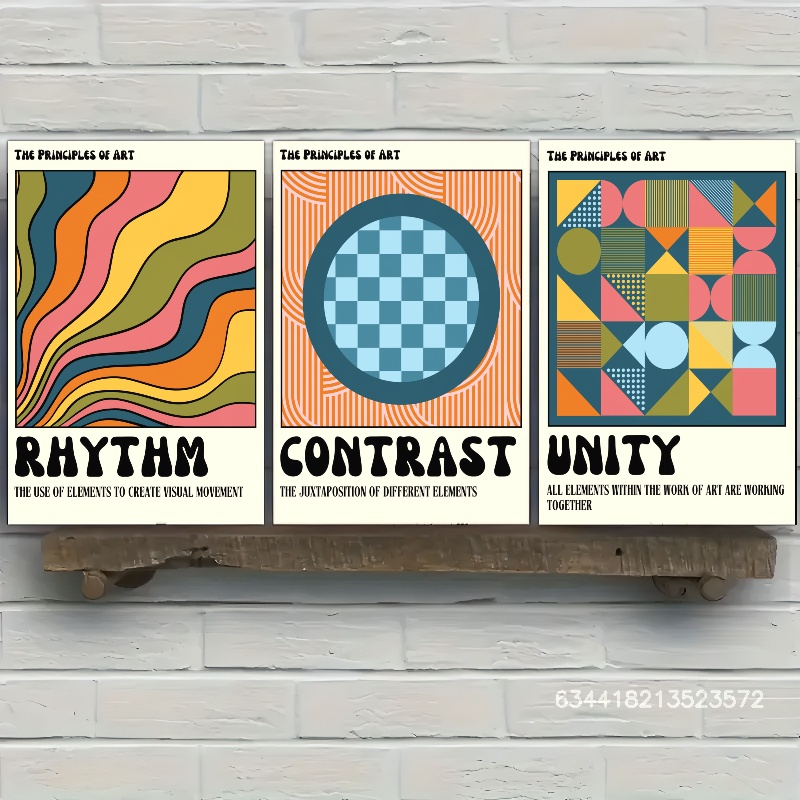 THE PRINCIPLES OF ART
RHYTHM
THE USE OF ELEMENTS TO CREATE VISUAL MOVEMENT
THE PRINCIPLES OF ART
CONTRAST
THE JUXTAPOSITION OF DIFFERENT ELEMENTS
THE PRINCIPLES OF ART
UNITY
ALL ELEMENTS WITHIN THE WORK OF ART ARE WORKING
TOGETHER
634418213523572